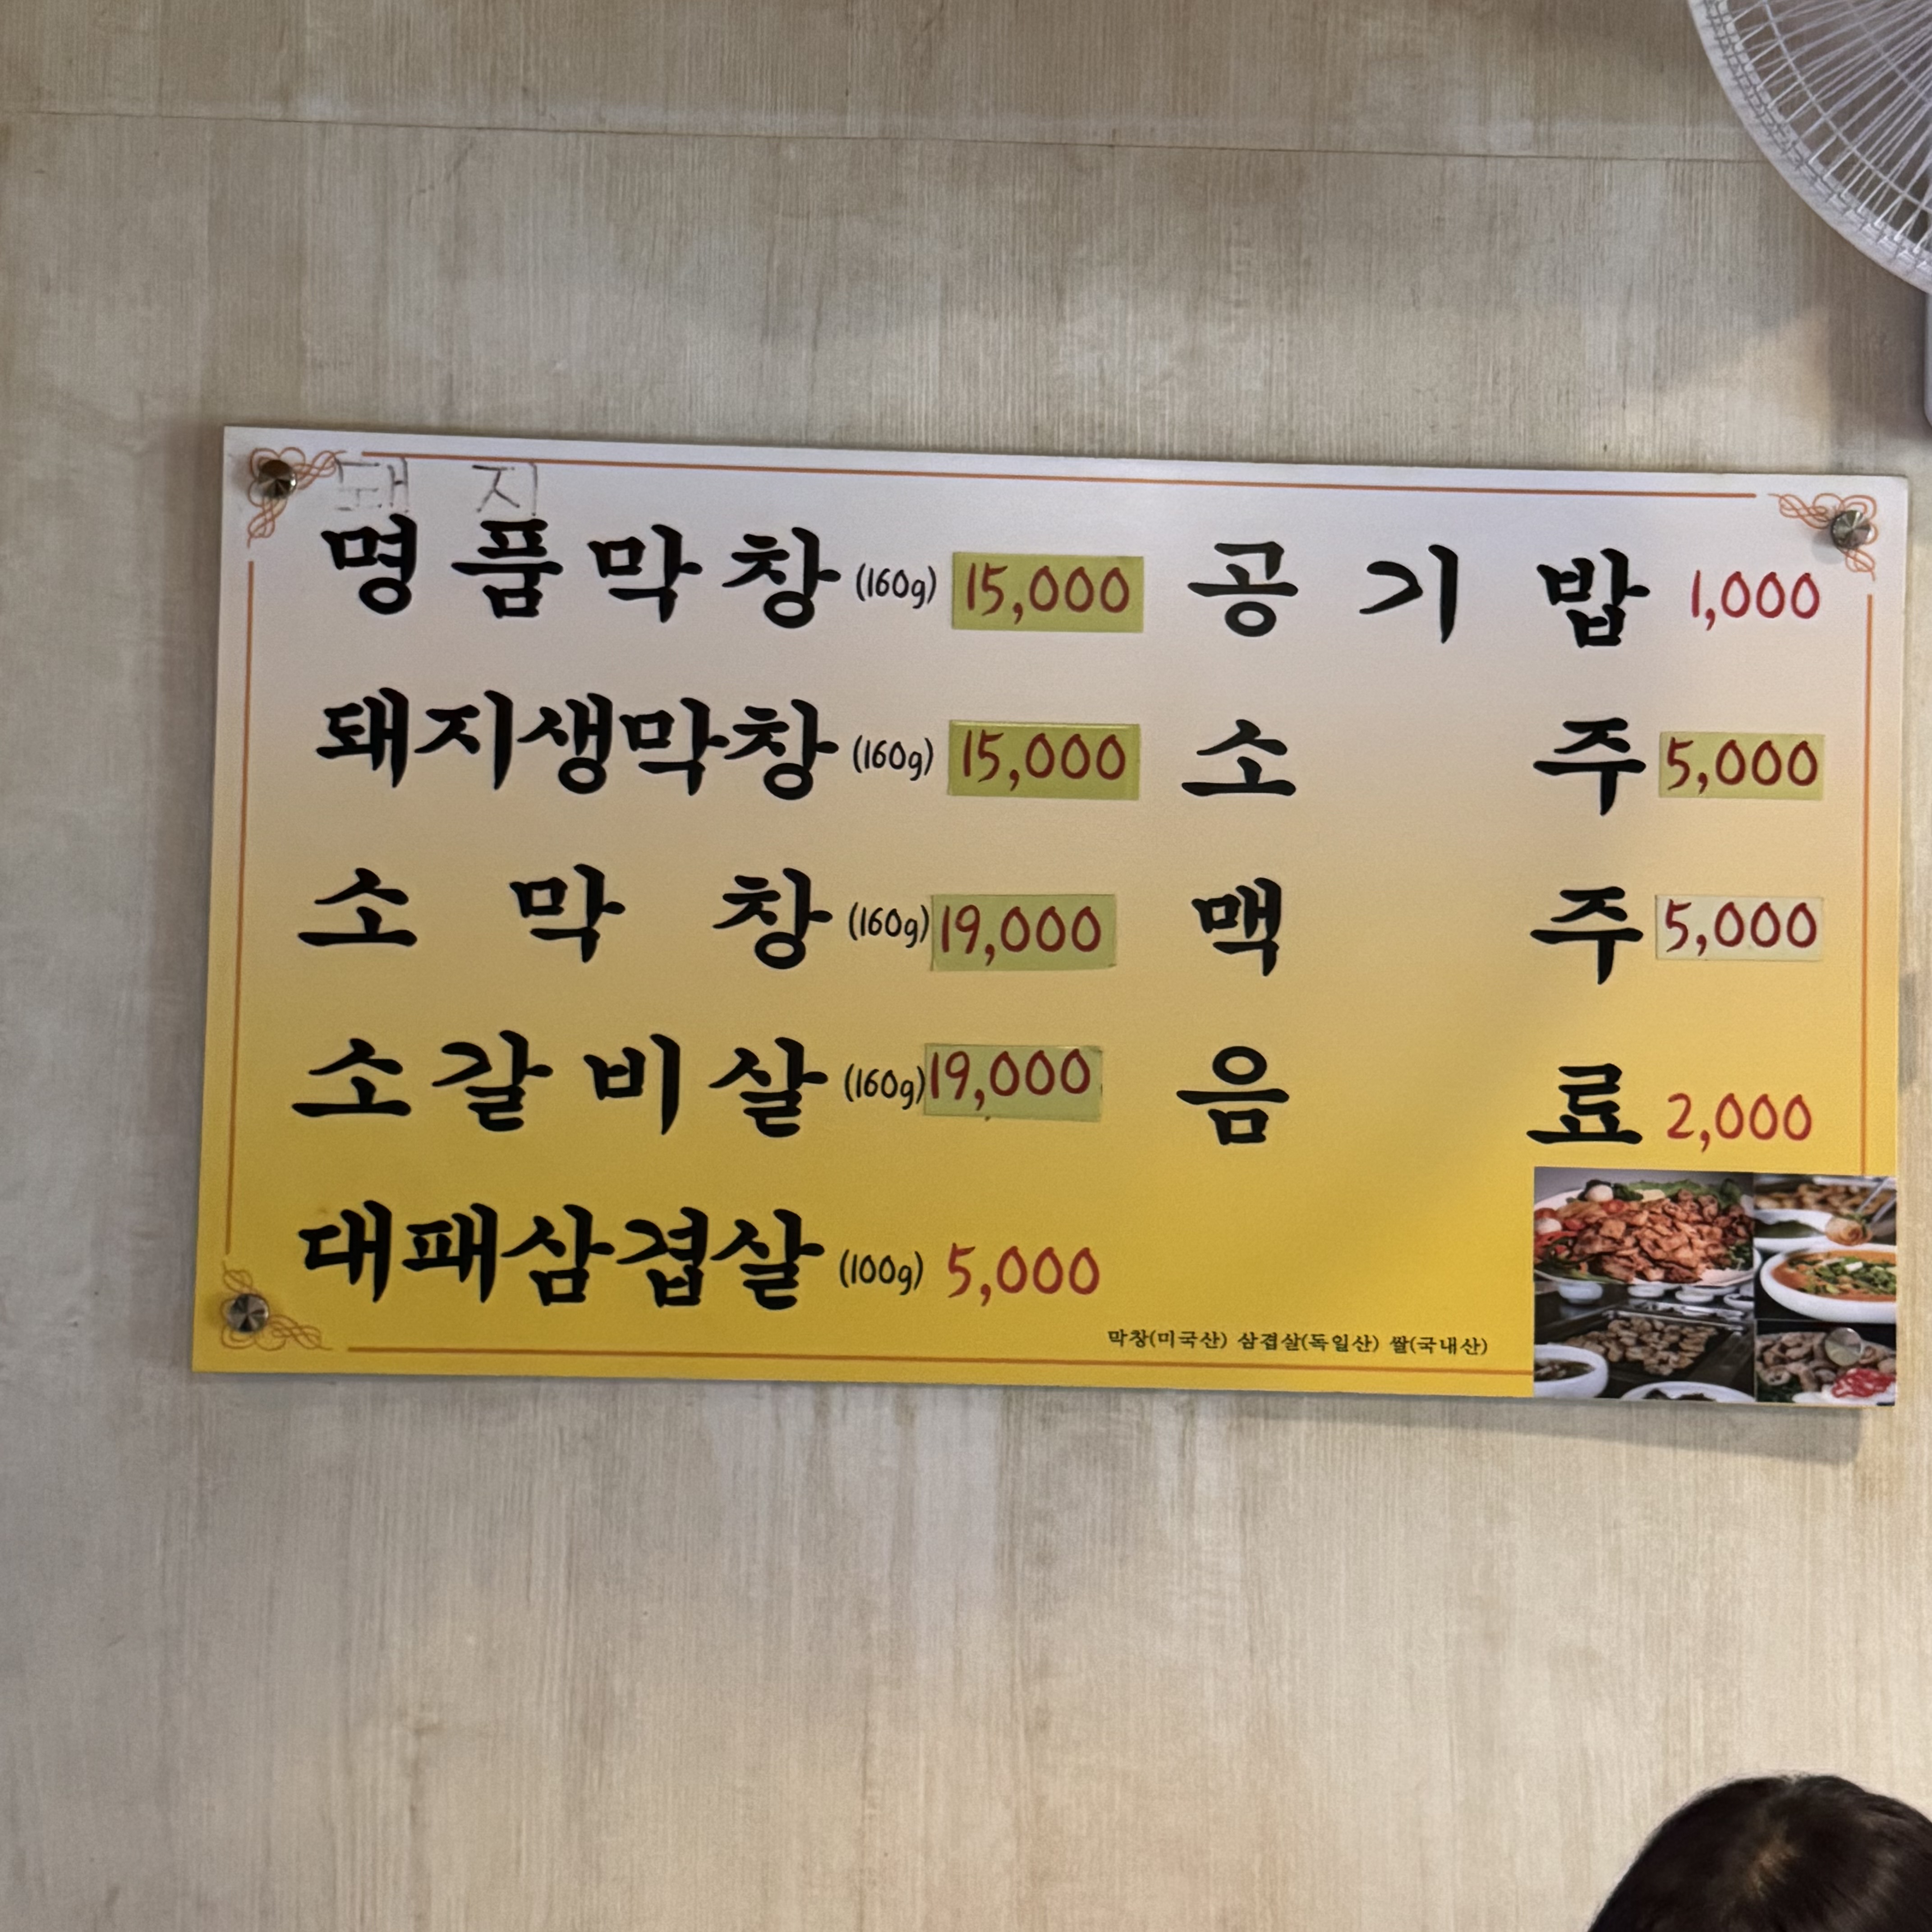 돼지
명품막창 (160g) 15,000
돼지생막창 (160g) 15,000
소막창 (160g) 19,000
소갈비살 (160g) 19,000
대패삼겹살 (100g) 5,000
공기밥 1,000
소주 5,000
맥주 5,000
음료 2,000
막창(미국산) 삼겹살(독일산) 쌀(국내산)